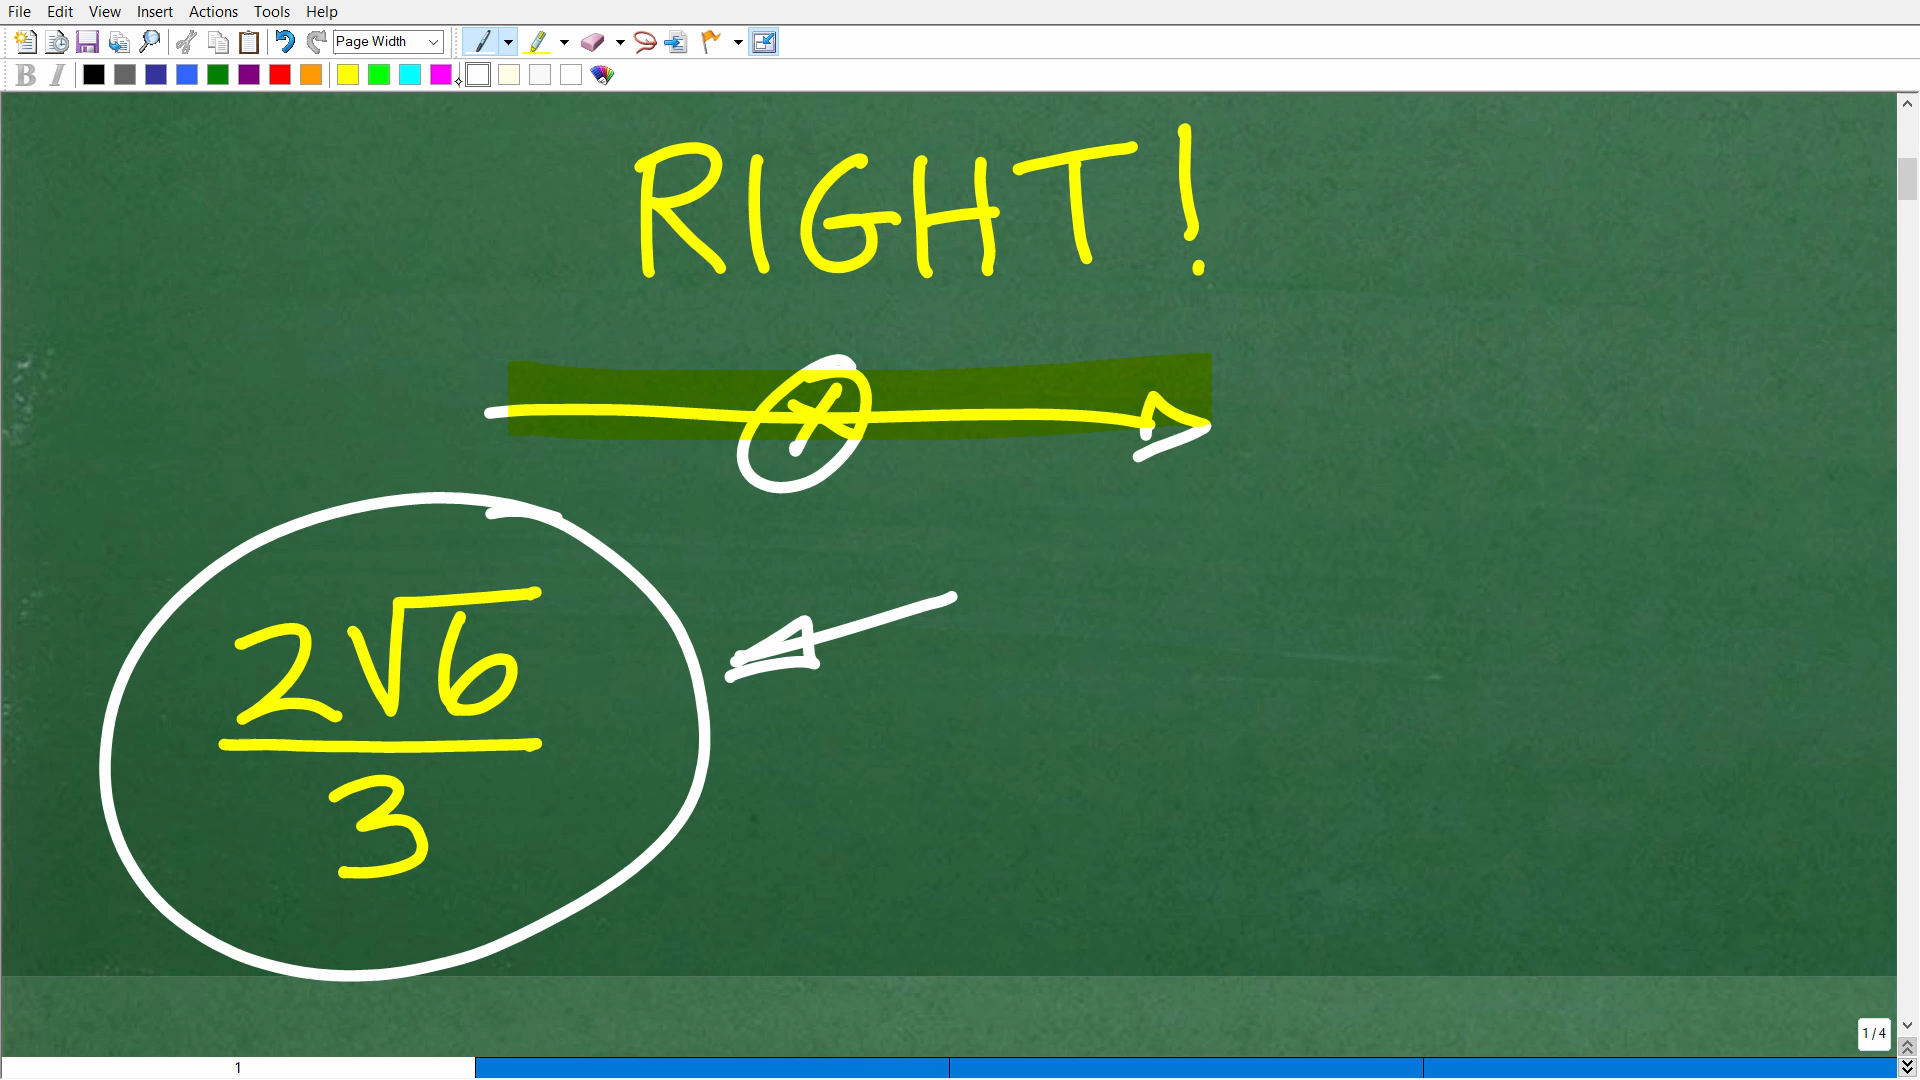 File Edit View Insert Actions Tools Help
Page Width
B I
RIGHT!
x
2√6
3
1 / 4
1